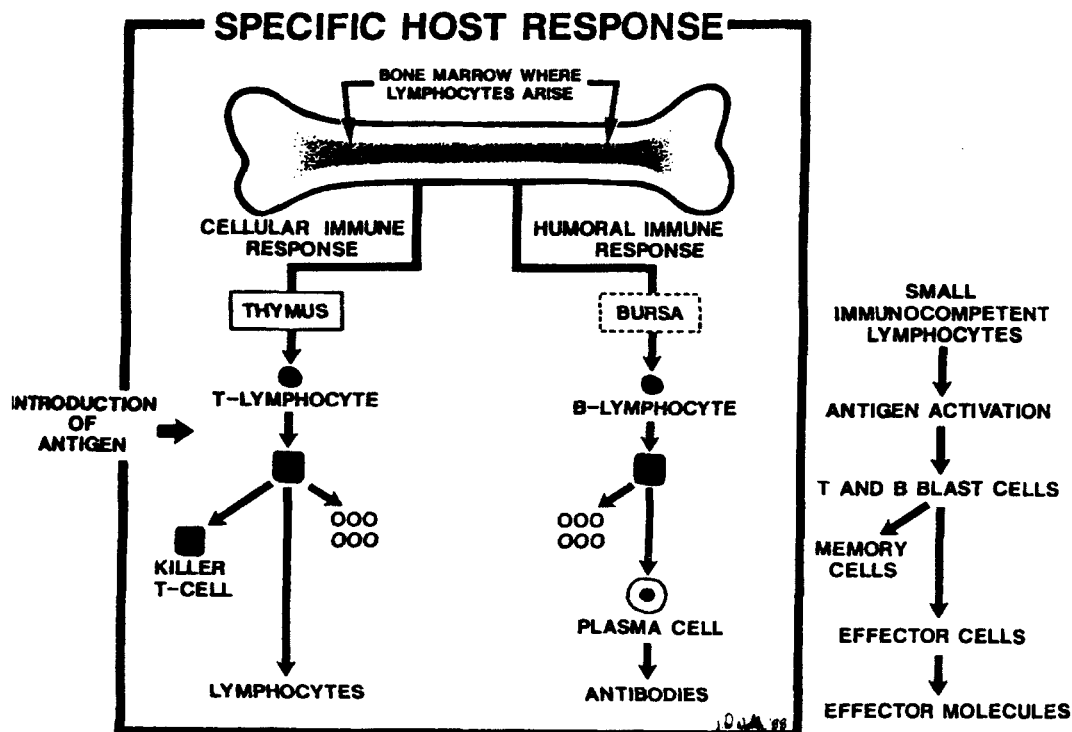 SPECIFIC HOST RESPONSE
BONE MARROW WHERE
LYMPHOCYTES ARISE
CELLULAR IMMUNE
RESPONSE
HUMORAL IMMUNE
RESPONSE
THYMUS
BURSA
INTRODUCTION
OF
ANTIGEN
T-LYMPHOCYTE
B-LYMPHOCYTE
OOO
OOO
OOO
OOO
KILLER
T-CELL
PLASMA CELL
LYMPHOCYTES
ANTIBODIES
SMALL
IMMUNOCOMPETENT
LYMPHOCYTES
ANTIGEN ACTIVATION
T AND B BLAST CELLS
MEMORY
CELLS
EFFECTOR CELLS
EFFECTOR MOLECULES